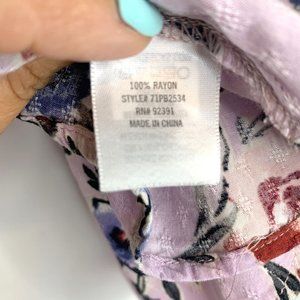 100% RAYON
STYLE# 71PB2534
RN# 92391
MADE IN CHINA